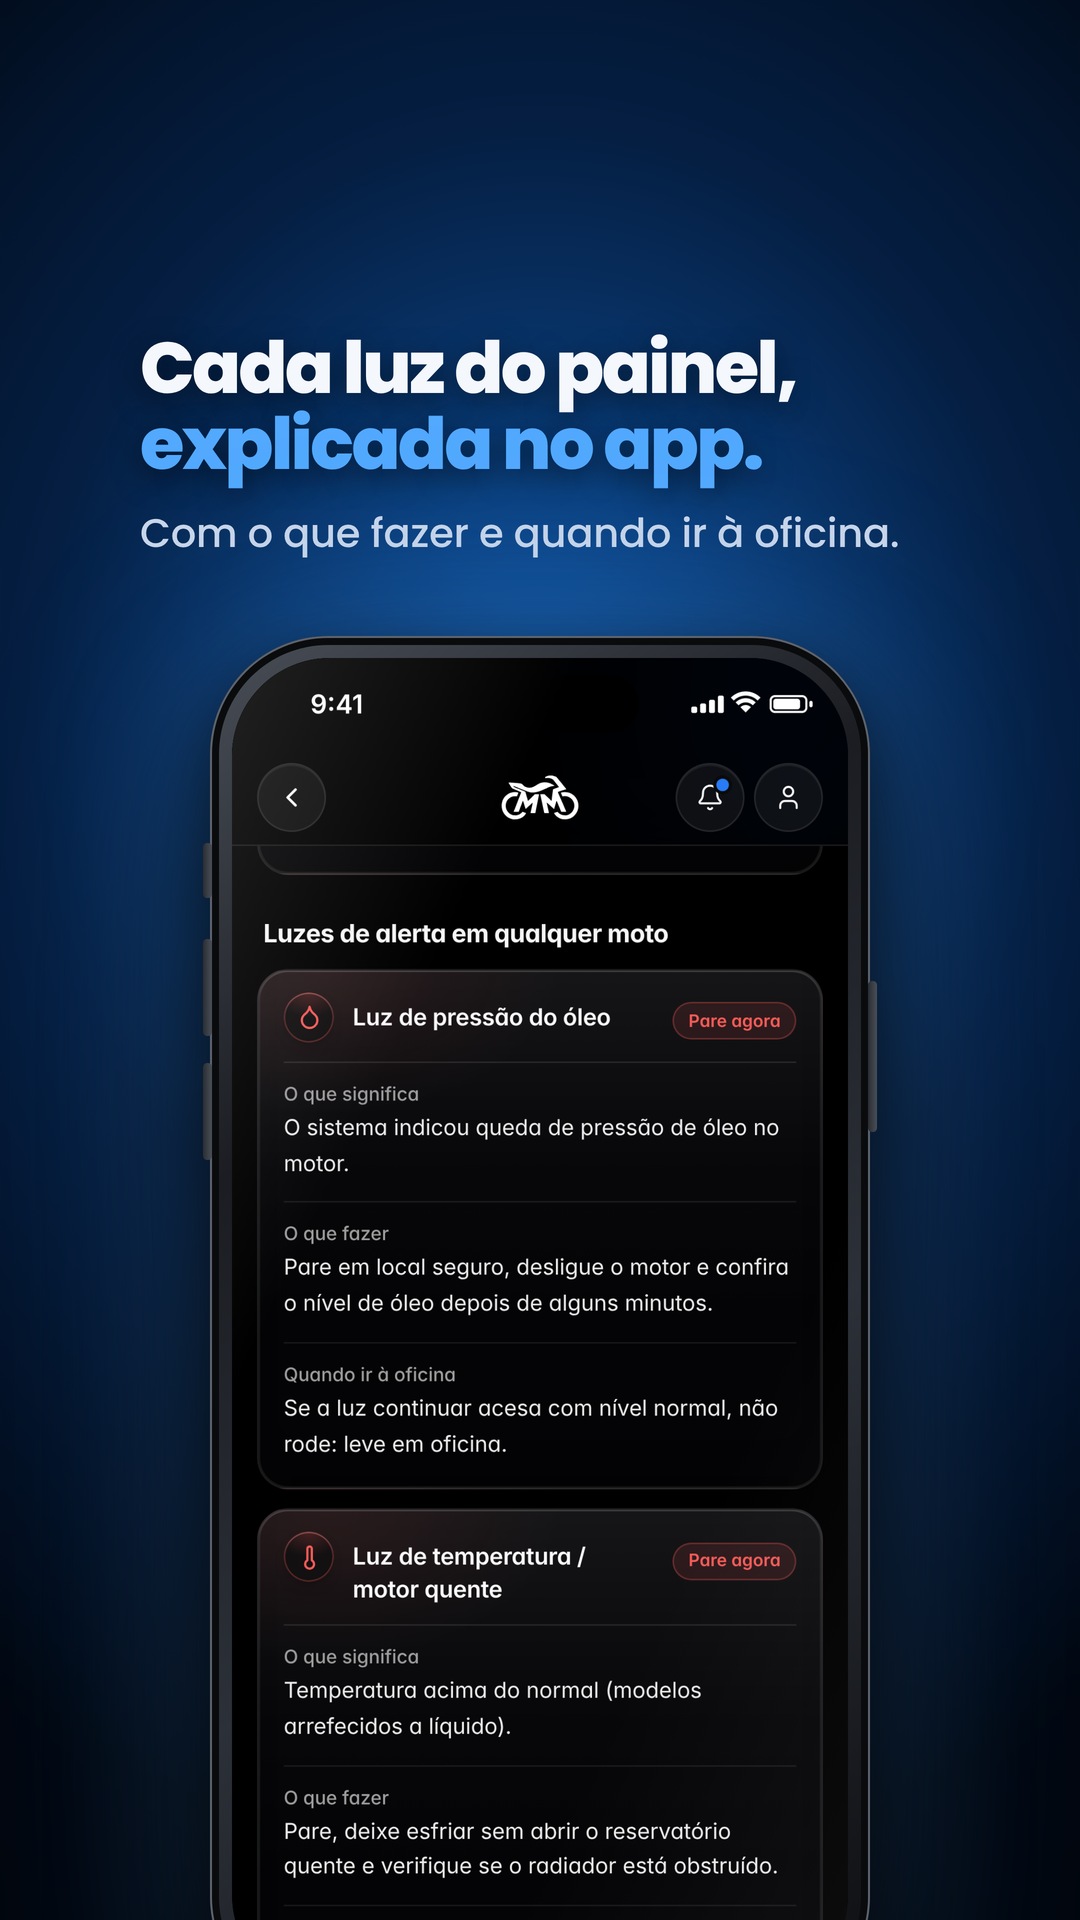 Cada luz do painel,
explicada no app.
Com o que fazer e quando ir à oficina.
9:41
MM
Luzes de alerta em qualquer moto
Luz de pressão do óleo
Pare agora
O que significa
O sistema indicou queda de pressão de óleo no
motor.
O que fazer
Pare em local seguro, desligue o motor e confira
o nível de óleo depois de alguns minutos.
Quando ir à oficina
Se a luz continuar acesa com nível normal, não
rode: leve em oficina.
Luz de temperatura /
motor quente
Pare agora
O que significa
Temperatura acima do normal (modelos
arrefecidos a líquido).
O que fazer
Pare, deixe esfriar sem abrir o reservatório
quente e verifique se o radiador está obstruído.